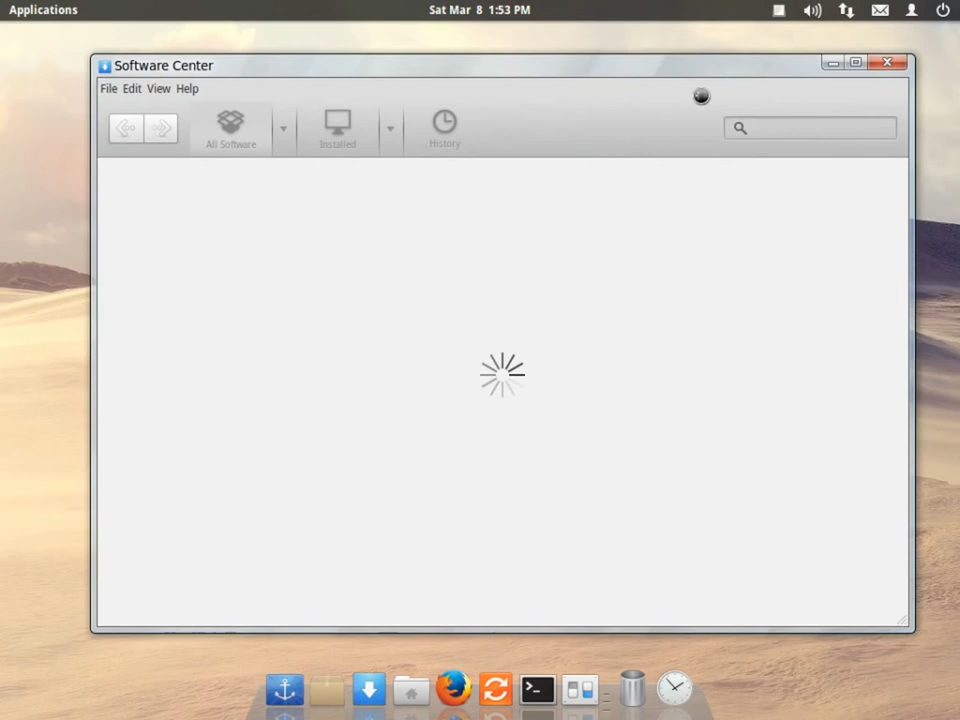 Applications Sat Mar 8 1:53 PM
Software Center
File Edit View Help
All Software Installed History